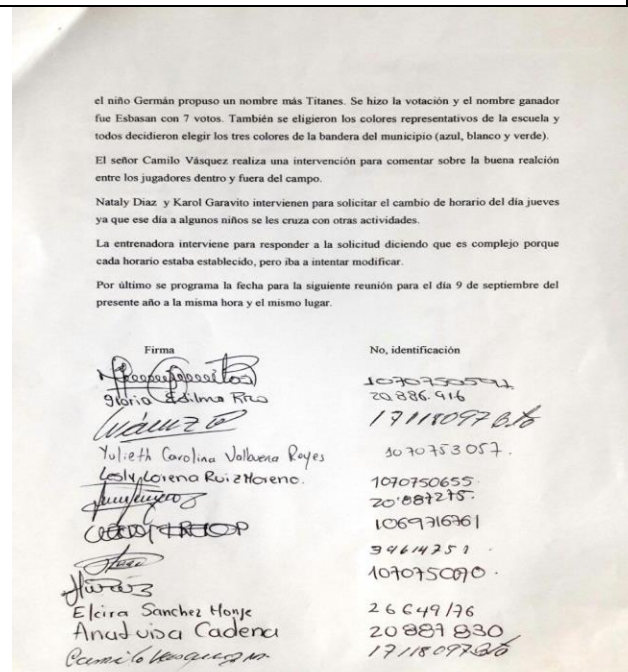 el niño Germán propuso un nombre más Titanes. Se hizo la votación y el nombre ganador
fue Esbasan con 7 votos. También se eligieron los colores representativos de la escuela y
todos decidieron elegir los tres colores de la bandera del municipio (azul, blanco y verde).
El señor Camilo Vásquez realiza una intervención para comentar sobre la buena realción
entre los jugadores dentro y fuera del campo.
Nataly Diaz y Karol Garavito intervienen para solicitar el cambio de horario del día jueves
ya que ese día a algunos niños se les cruza con otras actividades.
La entrenadora interviene para responder a la solicitud diciendo que es complejo porque
cada horario estaba establecido, pero iba a intentar modificar.
Por último se programa la fecha para la siguiente reunión para el día 9 de septiembre del
presente año a la misma hora y el mismo lugar.
Firma No, identificación
gloria Edilma 20.886.916
17118097 Bto
Yulieth Carolina Valbuena Reyes 1070753057.
Lesly Lorena Ruiz Moreno. 1070750655
20'887275.
1069716761
39614751
107075070.
Elcira Sanchez Monje 26649176
Ana Luisa Cadena 20887830
Camilo Vasquez 17118097 Bto